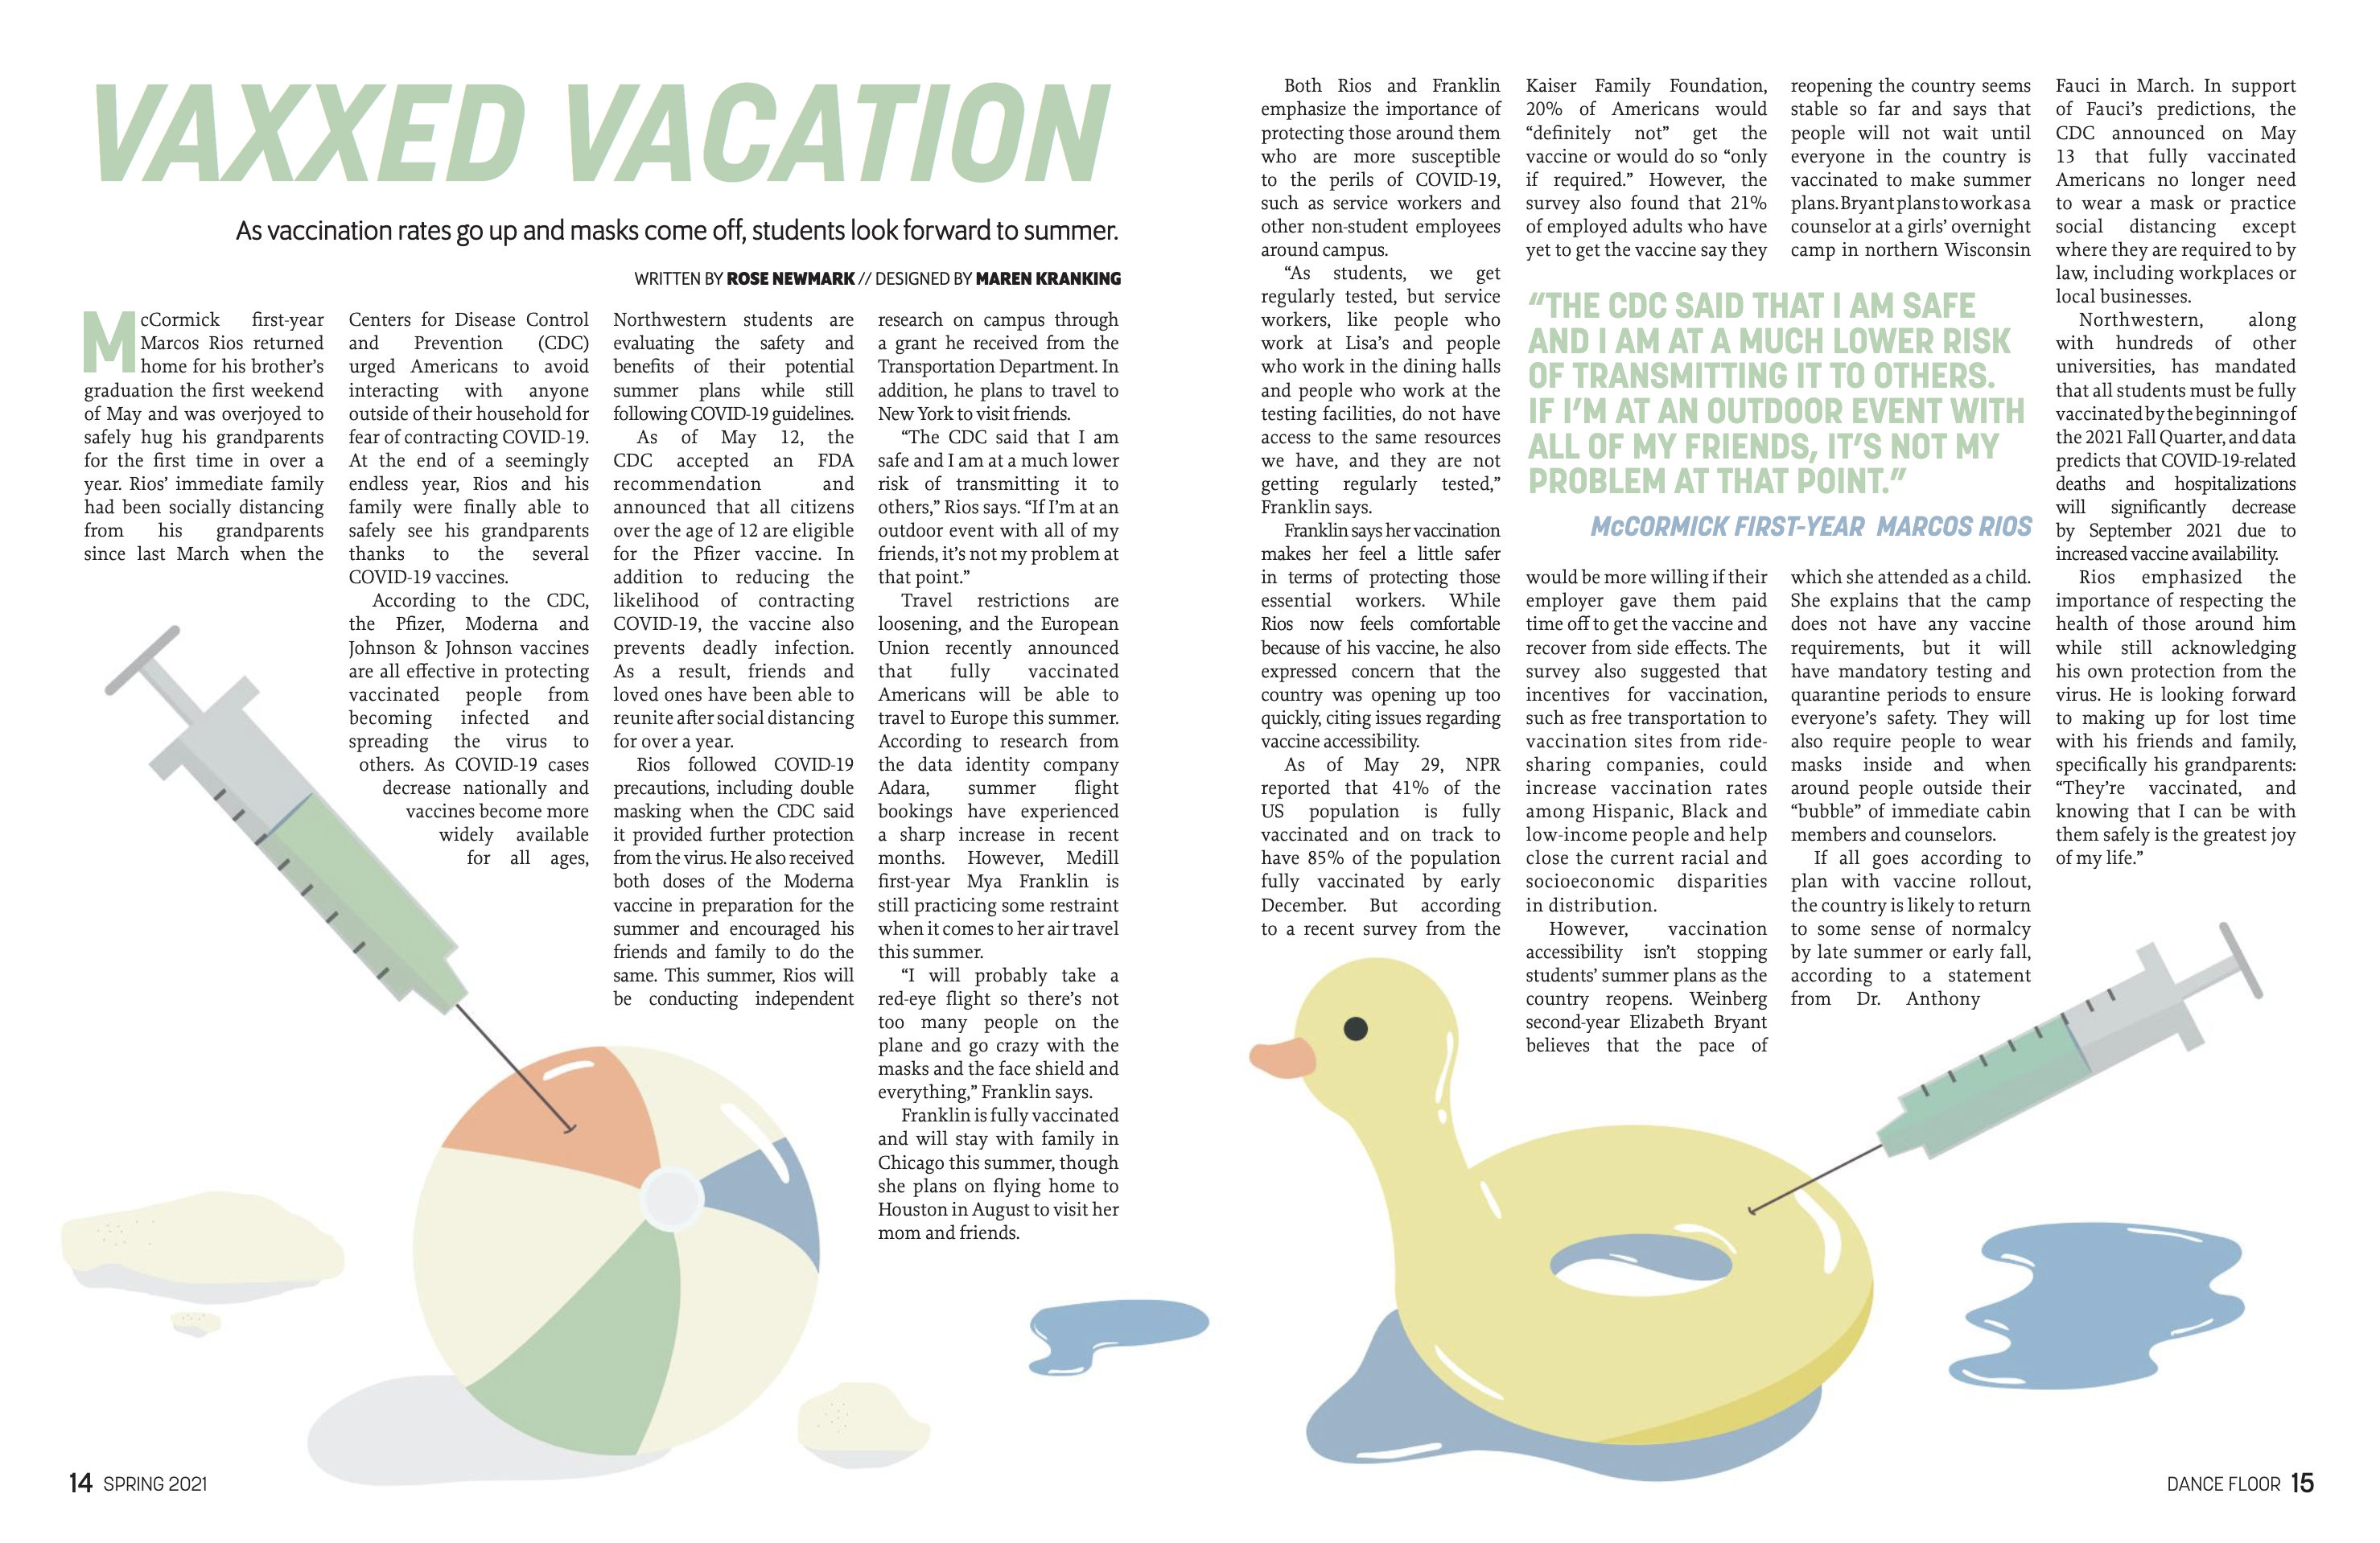 VAXXED VACATION
As vaccination rates go up and masks come off, students look forward to summer.
WRITTEN BY ROSE NEWMARK // DESIGNED BY MAREN KRANKING
McCormick first-year
Marcos Rios returned
home for his brother's
graduation the first weekend
of May and was overjoyed to
safely hug his grandparents
for the first time in over a
year. Rios' immediate family
had been socially distancing
from his grandparents
since last March when the
Centers for Disease Control
and Prevention (CDC)
urged Americans to avoid
interacting with anyone
outside of their household for
fear of contracting COVID-19.
At the end of a seemingly
endless year, Rios and his
family were finally able to
safely see his grandparents
thanks to the several
COVID-19 vaccines.
According to the CDC,
the Pfizer, Moderna and
Johnson & Johnson vaccines
are all effective in protecting
vaccinated people from
becoming infected and
spreading the virus to
others. As COVID-19 cases
decrease nationally and
vaccines become more
widely available
for all ages,
Northwestern students are
evaluating the safety and
benefits of their potential
summer plans while still
following COVID-19 guidelines.
As of May 12, the
CDC accepted an FDA
recommendation and
announced that all citizens
over the age of 12 are eligible
for the Pfizer vaccine. In
addition to reducing the
likelihood of contracting
COVID-19, the vaccine also
prevents deadly infection.
As a result, friends and
loved ones have been able to
reunite after social distancing
for over a year.
Rios followed COVID-19
precautions, including double
masking when the CDC said
it provided further protection
from the virus. He also received
both doses of the Moderna
vaccine in preparation for the
summer and encouraged his
friends and family to do the
same. This summer, Rios will
be conducting independent
research on campus through
a grant he received from the
Transportation Department. In
addition, he plans to travel to
New York to visit friends.
“The CDC said that I am
safe and I am at a much lower
risk of transmitting it to
others,” Rios says. “If I'm at an
outdoor event with all of my
friends, it's not my problem at
that point.”
Travel restrictions are
loosening, and the European
Union recently announced
that fully vaccinated
Americans will be able to
travel to Europe this summer.
According to research from
the data identity company
Adara, summer flight
bookings have experienced
a sharp increase in recent
months. However, Medill
first-year Mya Franklin is
still practicing some restraint
when it comes to her air travel
this summer.
“I will probably take a
red-eye flight so there's not
too many people on the
plane and go crazy with the
masks and the face shield and
everything,” Franklin says.
Franklin is fully vaccinated
and will stay with family in
Chicago this summer, though
she plans on flying home to
Houston in August to visit her
mom and friends.
14 SPRING 2021
Both Rios and Franklin
emphasize the importance of
protecting those around them
who are more susceptible
to the perils of COVID-19,
such as service workers and
other non-student employees
around campus.
“As students, we get
regularly tested, but service
workers, like people who
work at Lisa's and people
who work in the dining halls
and people who work at the
testing facilities, do not have
access to the same resources
we have, and they are not
getting regularly tested,”
Franklin says.
Franklin says her vaccination
makes her feel a little safer
in terms of protecting those
essential workers. While
Rios now feels comfortable
because of his vaccine, he also
expressed concern that the
country was opening up too
quickly, citing issues regarding
vaccine accessibility.
As of May 29, NPR
reported that 41% of the
US population is fully
vaccinated and on track to
have 85% of the population
fully vaccinated by early
December. But according
to a recent survey from the
Kaiser Family Foundation,
20% of Americans would
“definitely not” get the
vaccine or would do so “only
if required.” However, the
survey also found that 21%
of employed adults who have
yet to get the vaccine say they
would be more willing if their
employer gave them paid
time off to get the vaccine and
recover from side effects. The
survey also suggested that
incentives for vaccination,
such as free transportation to
vaccination sites from ride-
sharing companies, could
increase vaccination rates
among Hispanic, Black and
low-income people and help
close the current racial and
socioeconomic disparities
in distribution.
However, vaccination
accessibility isn't stopping
students' summer plans as the
country reopens. Weinberg
second-year Elizabeth Bryant
believes that the pace of
reopening the country seems
stable so far and says that
people will not wait until
everyone in the country is
vaccinated to make summer
plans. Bryant plans to work as a
counselor at a girls' overnight
camp in northern Wisconsin
which she attended as a child.
She explains that the camp
does not have any vaccine
requirements, but it will
have mandatory testing and
quarantine periods to ensure
everyone's safety. They will
also require people to wear
masks inside and when
around people outside their
“bubble” of immediate cabin
members and counselors.
If all goes according to
plan with vaccine rollout,
the country is likely to return
to some sense of normalcy
by late summer or early fall,
according to a statement
from Dr. Anthony
Fauci in March. In support
of Fauci's predictions, the
CDC announced on May
13 that fully vaccinated
Americans no longer need
to wear a mask or practice
social distancing except
where they are required to by
law, including workplaces or
local businesses.
Northwestern, along
with hundreds of other
universities, has mandated
that all students must be fully
vaccinated by the beginning of
the 2021 Fall Quarter, and data
predicts that COVID-19-related
deaths and hospitalizations
will significantly decrease
by September 2021 due to
increased vaccine availability.
Rios emphasized the
importance of respecting the
health of those around him
while still acknowledging
his own protection from the
virus. He is looking forward
to making up for lost time
with his friends and family,
specifically his grandparents:
“They're vaccinated, and
knowing that I can be with
them safely is the greatest joy
of my life.”
“THE CDC SAID THAT I AM SAFE
AND I AM AT A MUCH LOWER RISK
OF TRANSMITTING IT TO OTHERS.
IF I'M AT AN OUTDOOR EVENT WITH
ALL OF MY FRIENDS, IT'S NOT MY
PROBLEM AT THAT POINT.”
McCORMICK FIRST-YEAR MARCOS RIOS
DANCE FLOOR 15